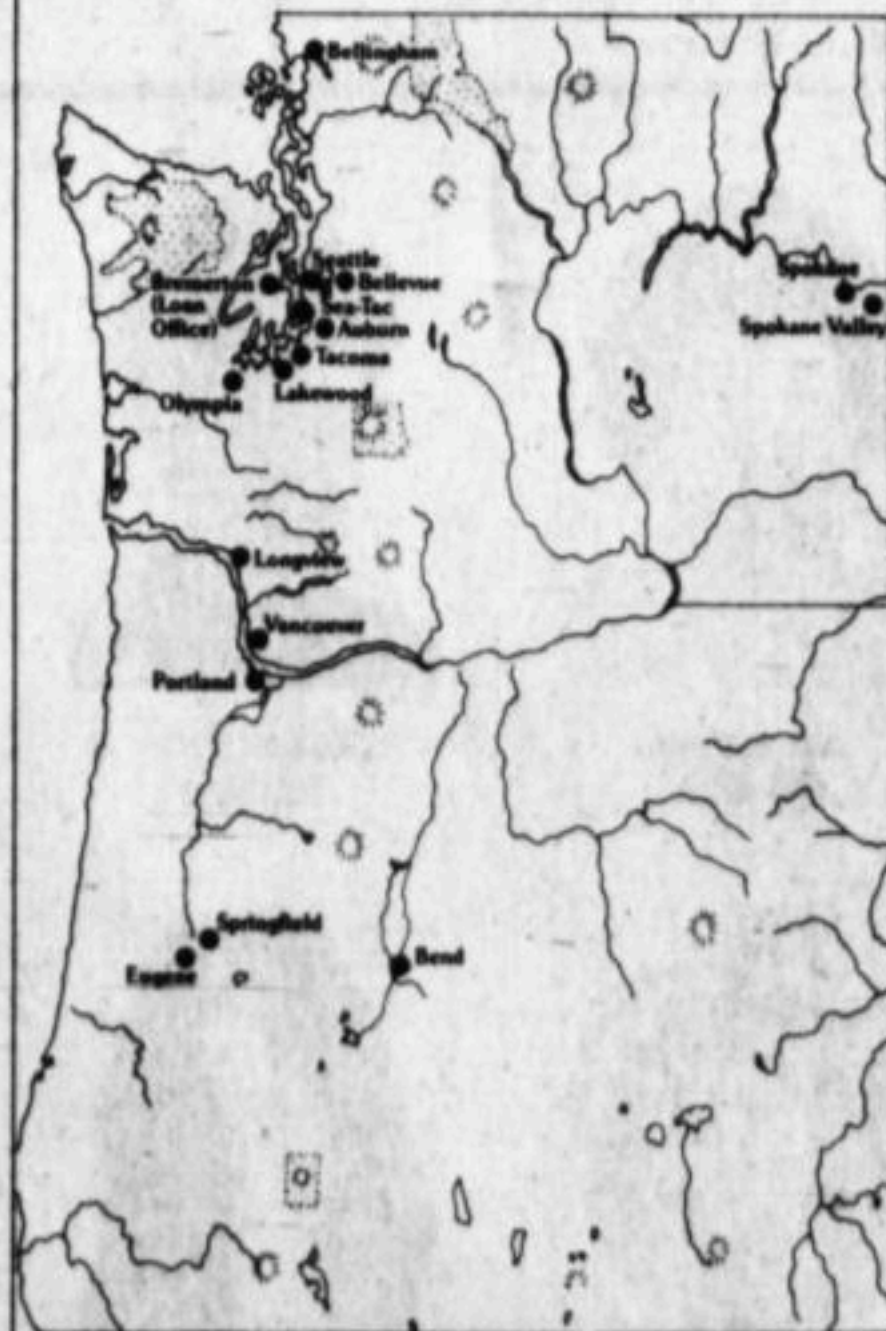 Bellingham
Seattle
Bremerton
(Loan
Office)
Bellevue
Sea-Tac
Auburn
Tacoma
Lakewood
Olympia
Spokane
Spokane Valley
Longview
Vancouver
Portland
Springfield
Eugene
Bend